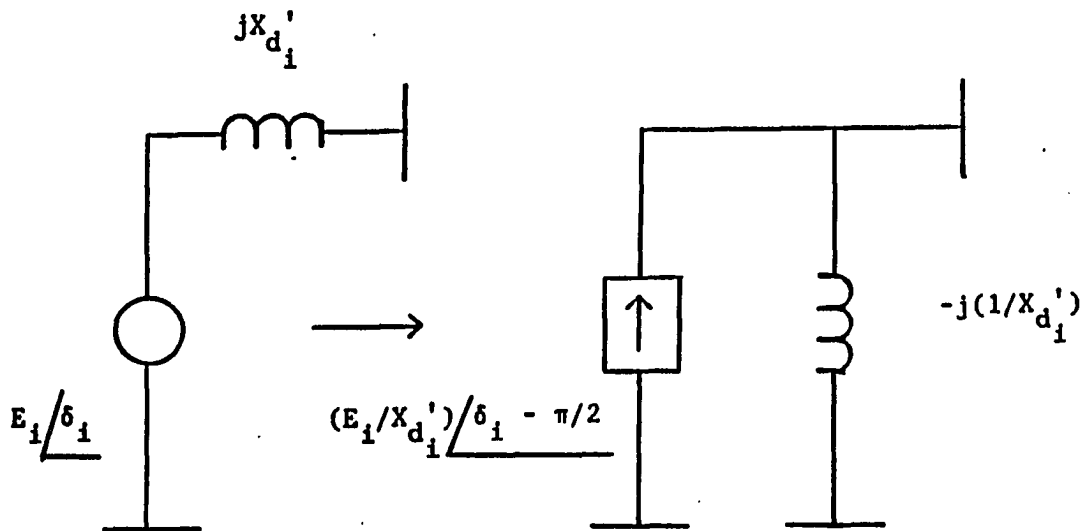 jX_{d_i}'
E_i/δ_i
(E_i/X_{d_i}')/δ_i - π/2
-j(1/X_{d_i}')